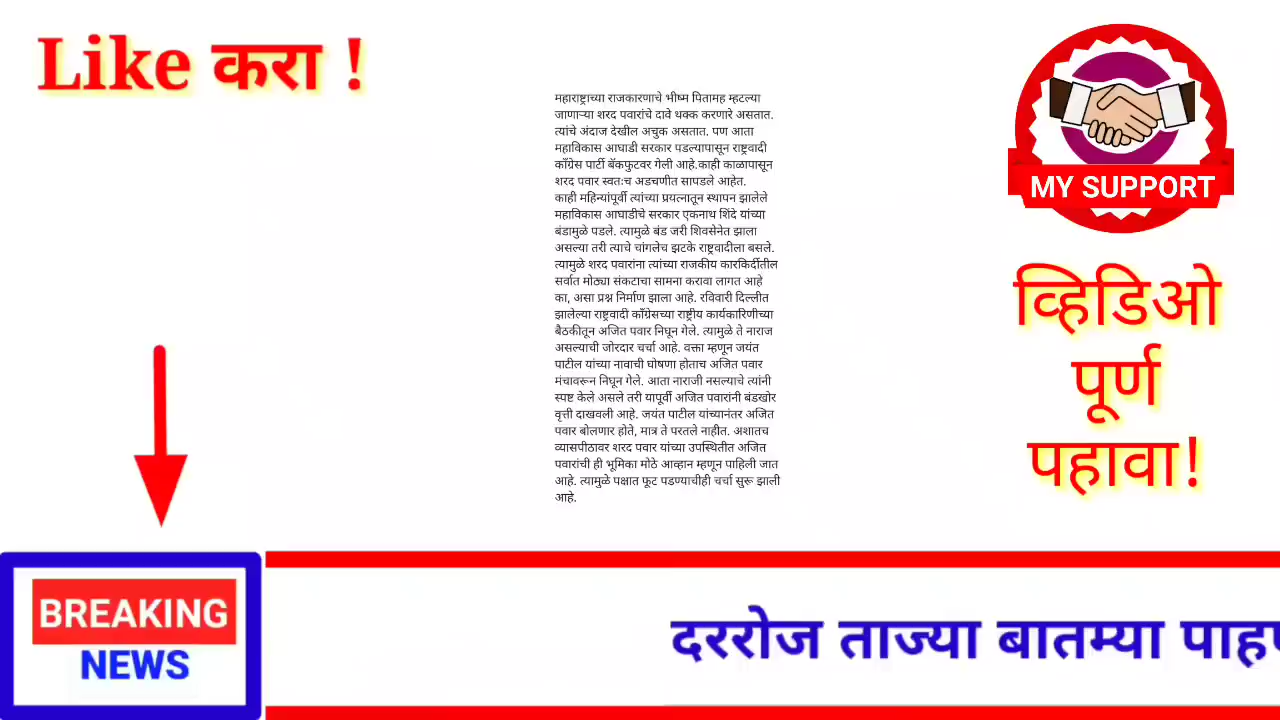 Like करा !
महाराष्ट्राच्या राजकारणाचे भीष्म पितामह म्हटल्या
जाणाऱ्या शरद पवारांचे दावे थक्क करणारे असतात.
त्यांचे अंदाज देखील अचुक असतात. पण आता
महाविकास आघाडी सरकार पडल्यापासून राष्ट्रवादी
काँग्रेस पार्टी बॅकफुटवर गेली आहे.काही काळापासून
शरद पवार स्वतःच अडचणीत सापडले आहेत.
काही महिन्यांपूर्वी त्यांच्या प्रयत्नातून स्थापन झालेले
महाविकास आघाडीचे सरकार एकनाथ शिंदे यांच्या
बंडामुळे पडले. त्यामुळे बंड जरी शिवसेनेत झाला
असल्या तरी त्याचे चांगलेच झटके राष्ट्रवादीला बसले.
त्यामुळे शरद पवारांना त्यांच्या राजकीय कारकिर्दीतील
सर्वात मोठ्या संकटाचा सामना करावा लागत आहे
का, असा प्रश्न निर्माण झाला आहे. रविवारी दिल्लीत
झालेल्या राष्ट्रवादी काँग्रेसच्या राष्ट्रीय कार्यकारिणीच्या
बैठकीतून अजित पवार निघून गेले. त्यामुळे ते नाराज
असल्याची जोरदार चर्चा आहे. वक्ता म्हणून जयंत
पाटील यांच्या नावाची घोषणा होताच अजित पवार
मंचावरून निघून गेले. आता नाराजी नसल्याचे त्यांनी
स्पष्ट केले असले तरी यापूर्वी अजित पवारांनी बंडखोर
वृत्ती दाखवली आहे. जयंत पाटील यांच्यानंतर अजित
पवार बोलणार होते, मात्र ते परतले नाहीत. अशातच
व्यासपीठावर शरद पवार यांच्या उपस्थितीत अजित
पवारांची ही भूमिका मोठे आव्हान म्हणून पाहिली जात
आहे. त्यामुळे पक्षात फूट पडण्याचीही चर्चा सुरू झाली
आहे.
MY SUPPORT
व्हिडिओ
पूर्ण
पहावा!
BREAKING
NEWS
दररोज ताज्या बातम्या